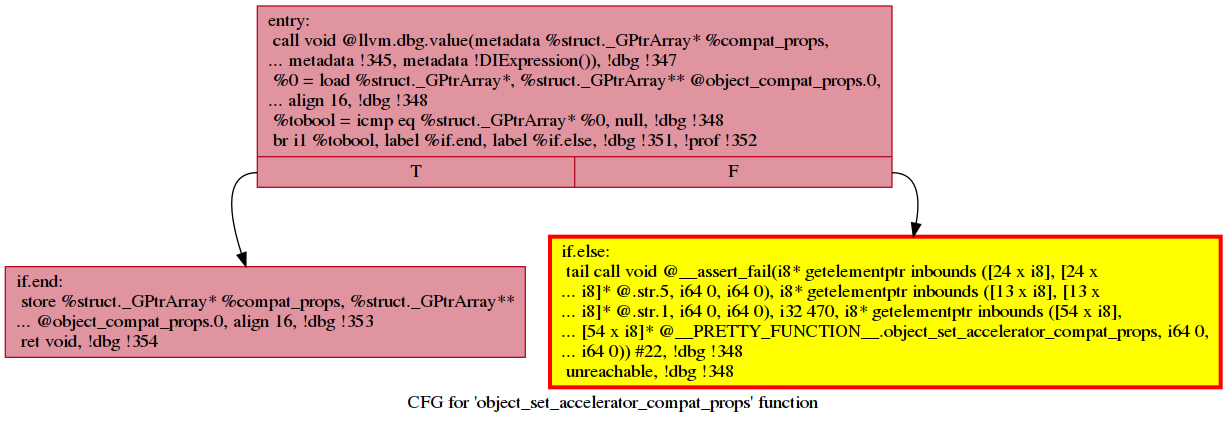 entry:
call void @llvm.dbg.value(metadata %struct._GPtrArray* %compat_props,
... metadata !345, metadata !DIExpression()), !dbg !347
%0 = load %struct._GPtrArray*, %struct._GPtrArray** @object_compat_props.0,
... align 16, !dbg !348
%tobool = icmp eq %struct._GPtrArray* %0, null, !dbg !348
br i1 %tobool, label %if.end, label %if.else, !dbg !351, !prof !352
T F
if.end:
store %struct._GPtrArray* %compat_props, %struct._GPtrArray**
... @object_compat_props.0, align 16, !dbg !353
ret void, !dbg !354
if.else:
tail call void @__assert_fail(i8* getelementptr inbounds ([24 x i8], [24 x
... i8]* @.str.5, i64 0, i64 0), i8* getelementptr inbounds ([13 x i8], [13 x
... i8]* @.str.1, i64 0, i64 0), i32 470, i8* getelementptr inbounds ([54 x i8],
... [54 x i8]* @__PRETTY_FUNCTION__.object_set_accelerator_compat_props, i64 0,
... i64 0)) #22, !dbg !348
unreachable, !dbg !348
CFG for 'object_set_accelerator_compat_props' function